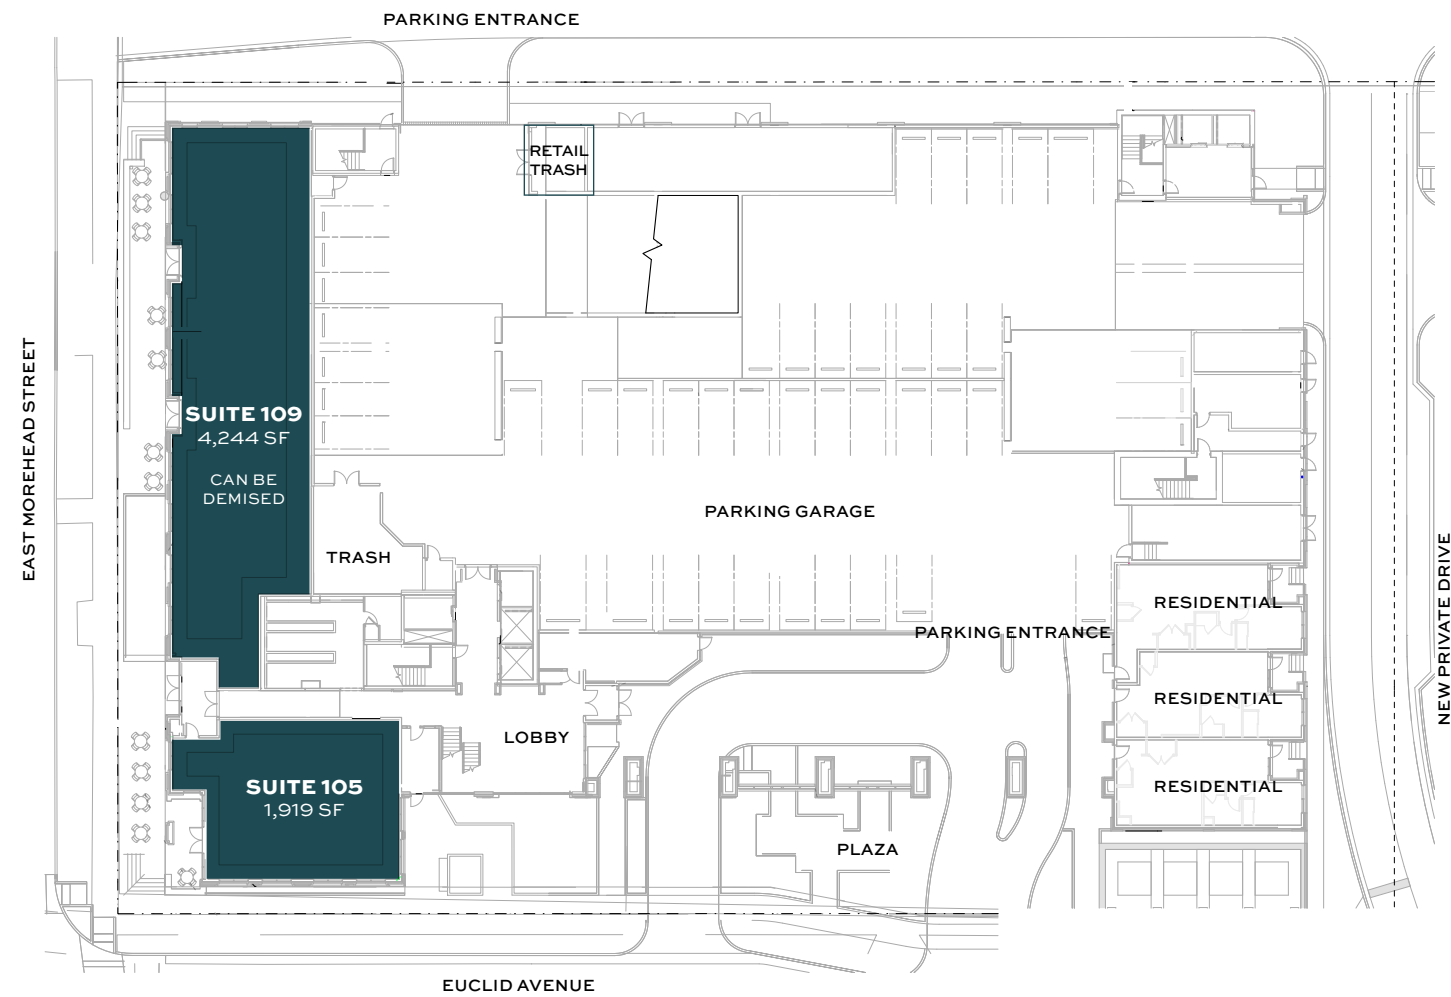 PARKING ENTRANCE
RETAIL
TRASH
EAST MOREHEAD STREET
SUITE 109
4,244 SF
CAN BE
DEMISED
PARKING GARAGE
TRASH
NEW PRIVATE DRIVE
RESIDENTIAL
PARKING ENTRANCE
RESIDENTIAL
LOBBY
SUITE 105
1,919 SF
RESIDENTIAL
PLAZA
EUCLID AVENUE